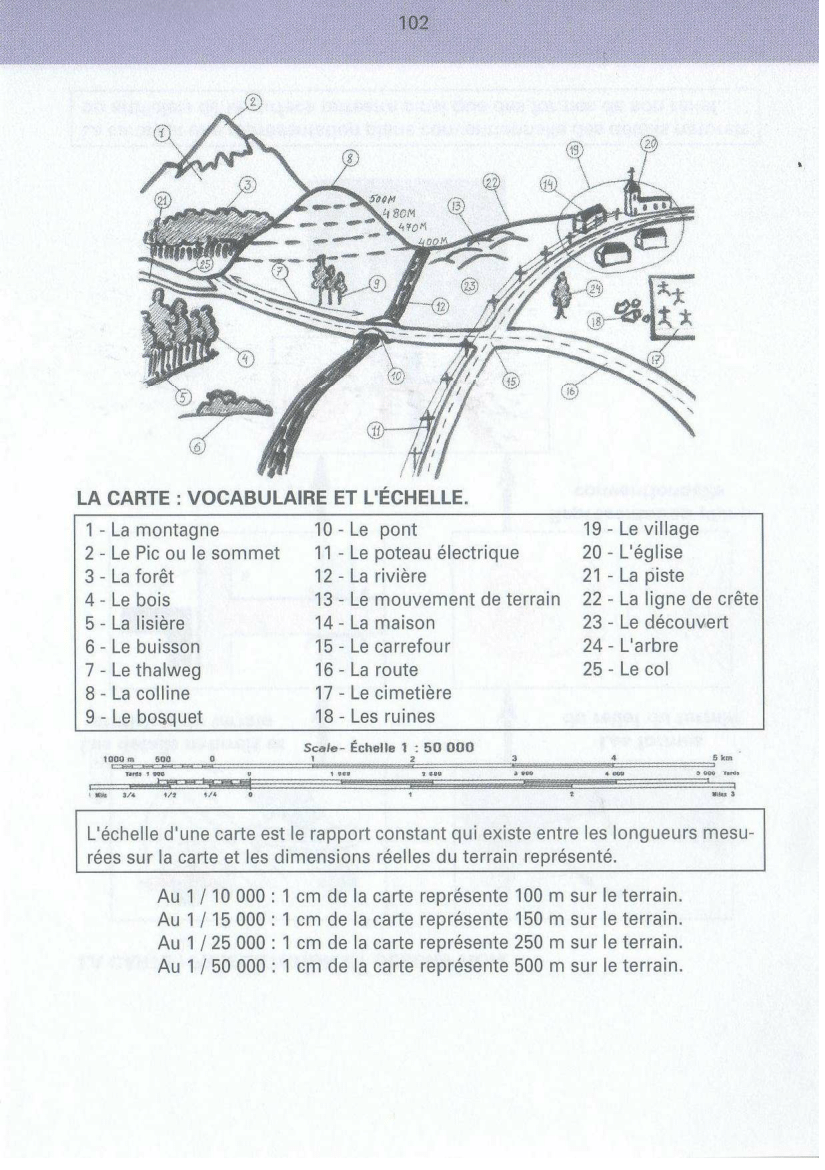 102
2
1
8
19
20
21
3
500M
480M
470M
400M
13
22
14
25
7
9
12
23
24
18
4
10
15
17
5
16
6
11
LA CARTE : VOCABULAIRE ET L'ÉCHELLE.
1 - La montagne
2 - Le Pic ou le sommet
3 - La forêt
4 - Le bois
5 - La lisière
6 - Le buisson
7 - Le thalweg
8 - La colline
9 - Le bosquet
10 - Le pont
11 - Le poteau électrique
12 - La rivière
13 - Le mouvement de terrain
14 - La maison
15 - Le carrefour
16 - La route
17 - Le cimetière
18 - Les ruines
19 - Le village
20 - L'église
21 - La piste
22 - La ligne de crête
23 - Le découvert
24 - L'arbre
25 - Le col
Scale - Échelle 1 : 50 000
1000 m 500 0 1 2 3 4 5 km
Yards 1 000 0 1 000 2 000 3 000 4 000 5 000 Yards
1 Mile 3/4 1/2 1/4 0 1 2 Miles 3
L'échelle d'une carte est le rapport constant qui existe entre les longueurs mesu-
rées sur la carte et les dimensions réelles du terrain représenté.
Au 1 / 10 000 : 1 cm de la carte représente 100 m sur le terrain.
Au 1 / 15 000 : 1 cm de la carte représente 150 m sur le terrain.
Au 1 / 25 000 : 1 cm de la carte représente 250 m sur le terrain.
Au 1 / 50 000 : 1 cm de la carte représente 500 m sur le terrain.